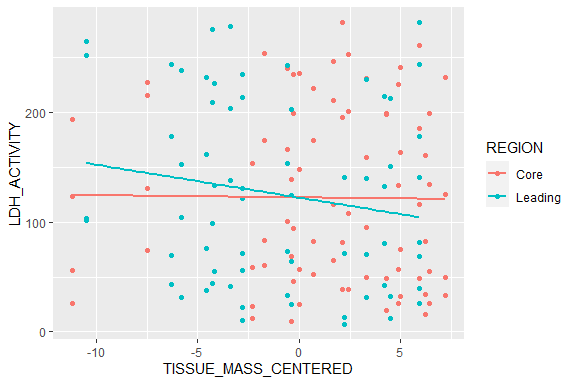 LDH_ACTIVITY
200
100
0
-10
-5
0
5
TISSUE_MASS_CENTERED
REGION
Core
Leading